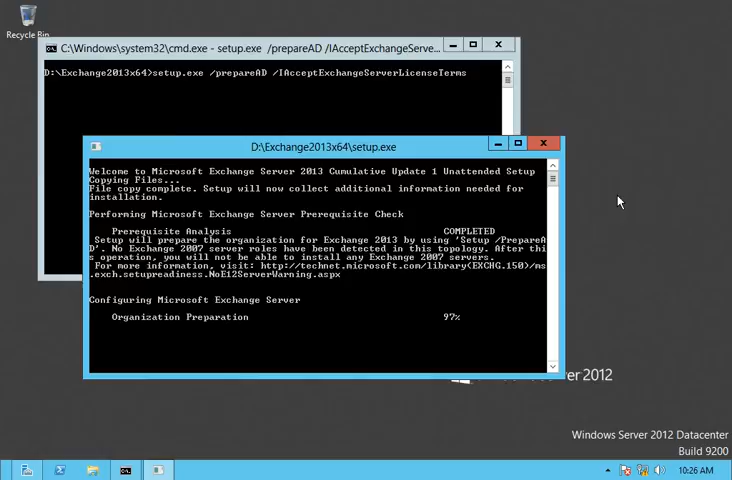 Recycle Bin
C:\Windows\system32\cmd.exe - setup.exe /prepareAD /IAcceptExchangeServe...
D:\Exchange2013x64>setup.exe /prepareAD /IAcceptExchangeServerLicenseTerms
D:\Exchange2013x64\setup.exe
Welcome to Microsoft Exchange Server 2013 Cumulative Update 1 Unattended Setup
Copying Files...
File copy complete. Setup will now collect additional information needed for
installation.
Performing Microsoft Exchange Server Prerequisite Check
Prerequisite Analysis COMPLETED
Setup will prepare the organization for Exchange 2013 by using 'Setup /PrepareA
D'. No Exchange 2007 server roles have been detected in this topology. After thi
s operation, you will not be able to install any Exchange 2007 servers.
For more information, visit: http://technet.microsoft.com/library(EXCHG.150)/ms
.exch.setupreadiness.NoE12ServerWarning.aspx
Configuring Microsoft Exchange Server
Organization Preparation 97%
2012
Windows Server 2012 Datacenter
Build 9200
10:26 AM